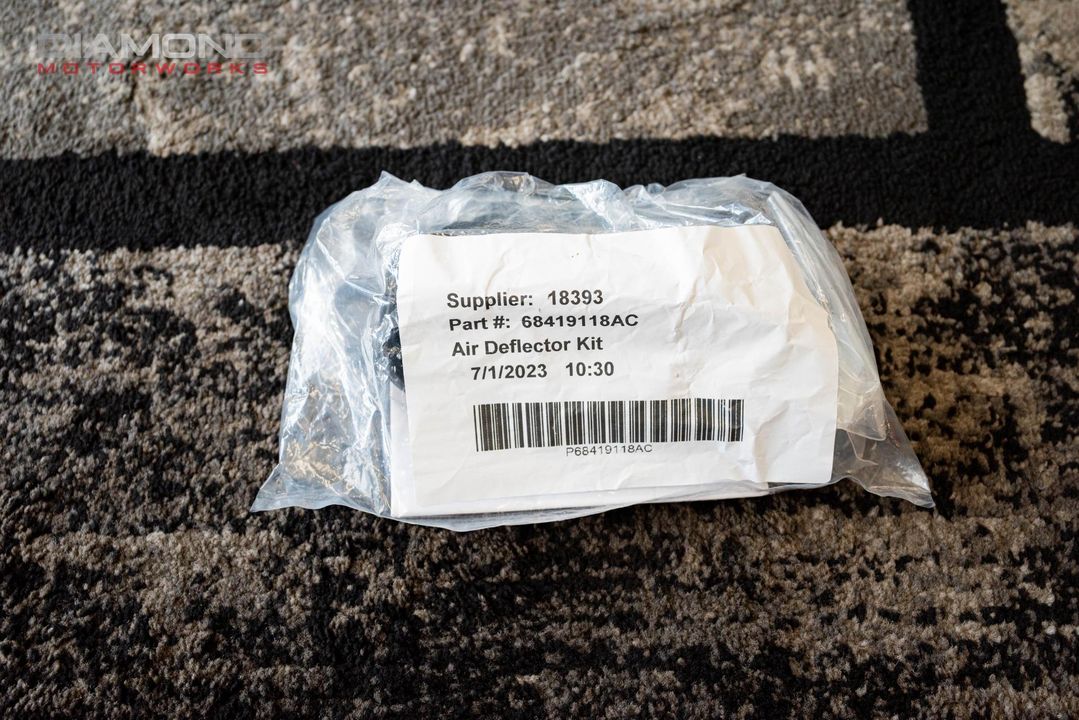 DIAMOND
MOTORWORKS
Supplier: 18393
Part #: 68419118AC
Air Deflector Kit
7/1/2023 10:30
P68419118AC